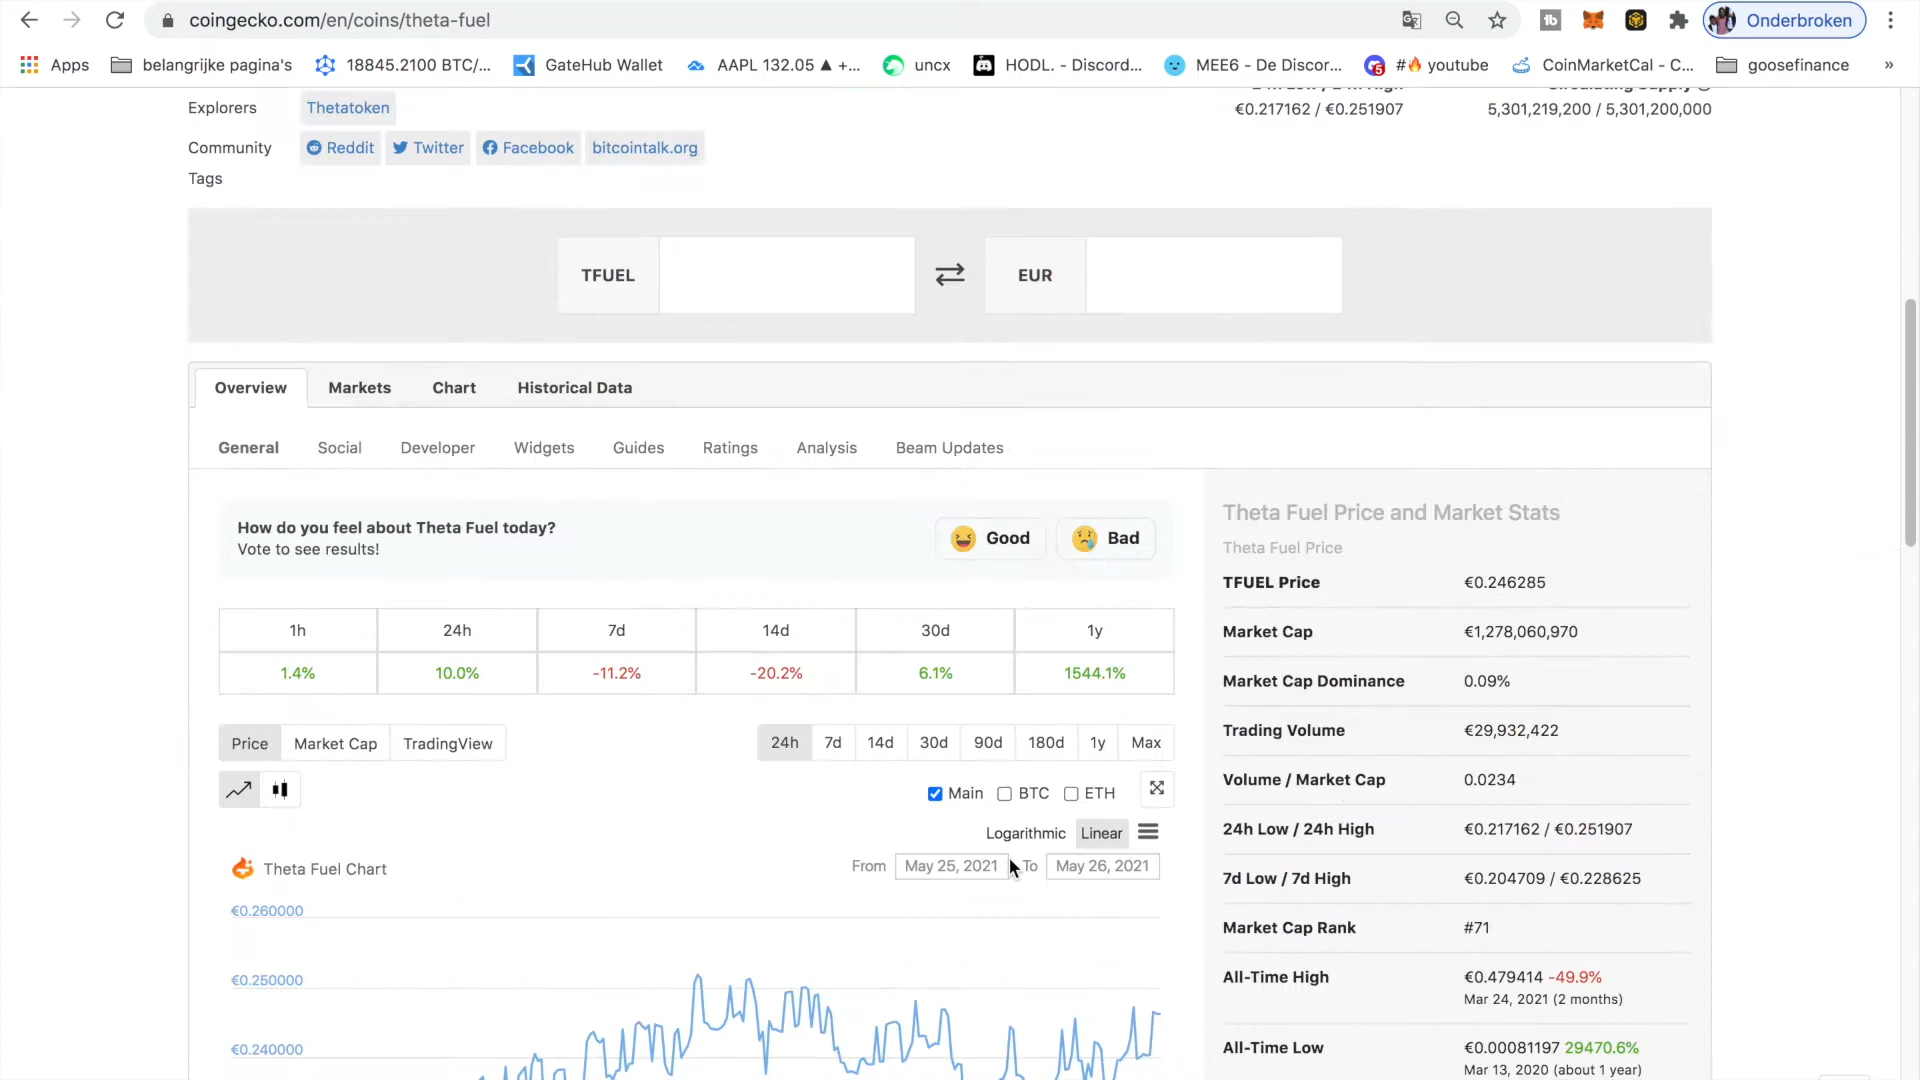 coingecko.com/en/coins/theta-fuel
Onderbroken
Apps
belangrijke pagina's
18845.2100 BTC/...
GateHub Wallet
AAPL 132.05 ▲ +...
uncx
HODL. - Discord...
MEE6 - De Discor...
#🔥 youtube
CoinMarketCal - C...
goosefinance
»
Explorers
Thetatoken
€0.217162 / €0.251907
5,301,219,200 / 5,301,200,000
Community
Reddit
Twitter
Facebook
bitcointalk.org
Tags
TFUEL
EUR
Overview
Markets
Chart
Historical Data
General
Social
Developer
Widgets
Guides
Ratings
Analysis
Beam Updates
How do you feel about Theta Fuel today?
Vote to see results!
Good
Bad
1h 24h 7d 14d 30d 1y
1.4% 10.0% -11.2% -20.2% 6.1% 1544.1%
Price
Market Cap
TradingView
24h 7d 14d 30d 90d 180d 1y Max
Main BTC ETH
Logarithmic Linear
Theta Fuel Chart
From May 25, 2021 To May 26, 2021
€0.260000
€0.250000
€0.240000
Theta Fuel Price and Market Stats
Theta Fuel Price
TFUEL Price €0.246285
Market Cap €1,278,060,970
Market Cap Dominance 0.09%
Trading Volume €29,932,422
Volume / Market Cap 0.0234
24h Low / 24h High €0.217162 / €0.251907
7d Low / 7d High €0.204709 / €0.228625
Market Cap Rank #71
All-Time High €0.479414 -49.9%
Mar 24, 2021 (2 months)
All-Time Low €0.00081197 29470.6%
Mar 13, 2020 (about 1 year)